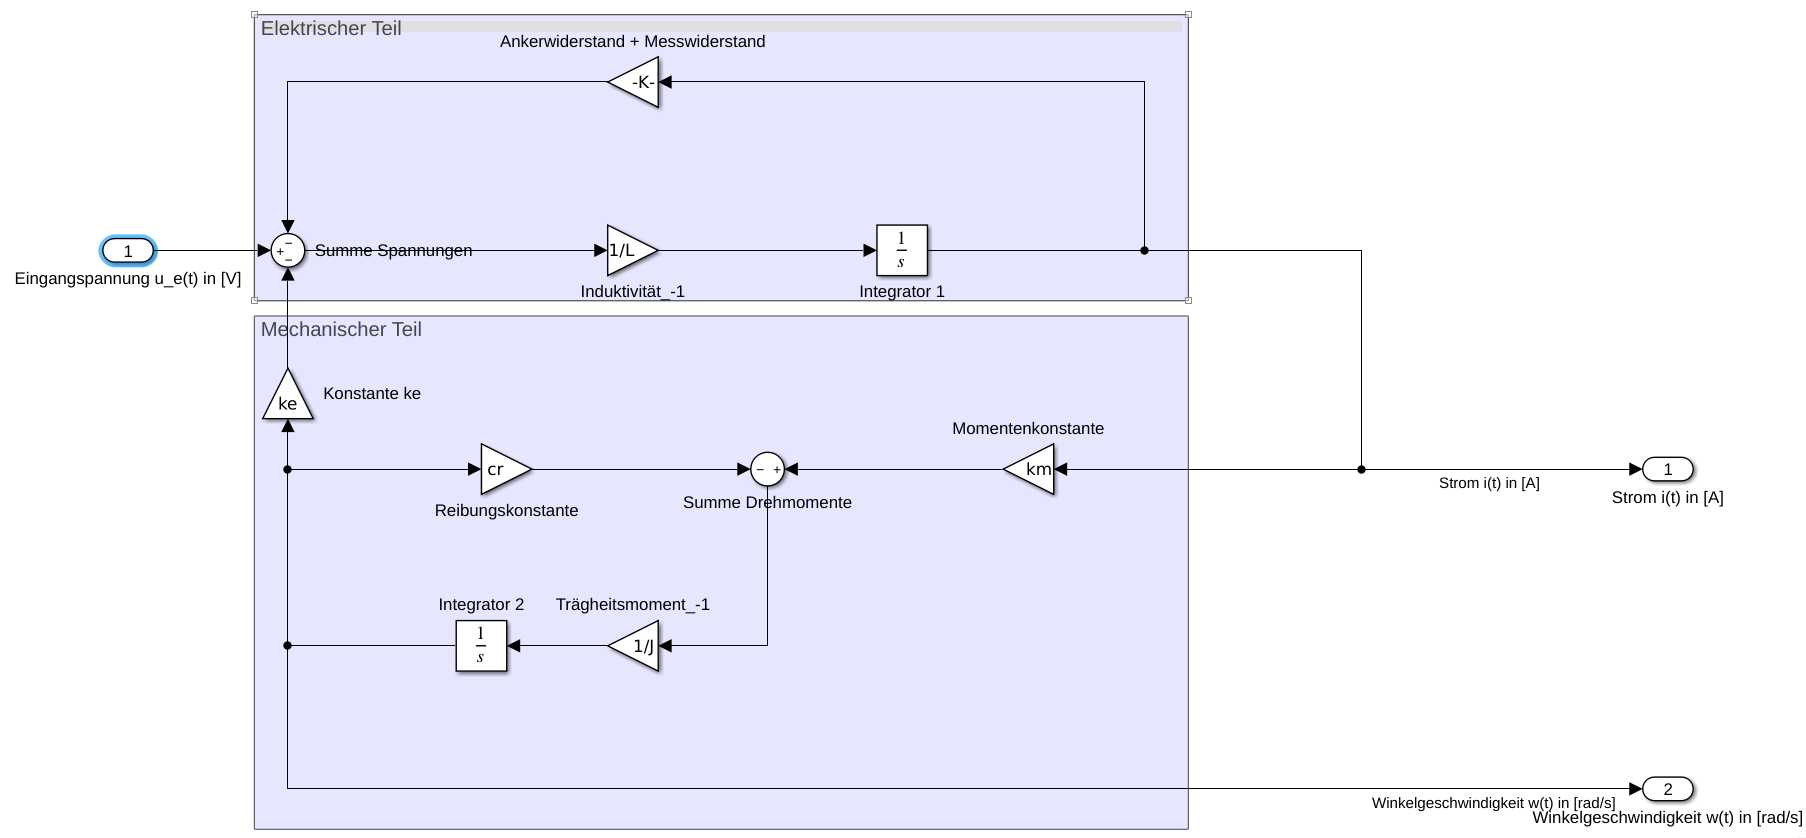 Elektrischer Teil
Ankerwiderstand + Messwiderstand
-K-
1
+
−
−
Summe Spannungen
1/L
1
s
Eingangspannung u_e(t) in [V]
Induktivität_-1
Integrator 1
Mechanischer Teil
ke
Konstante ke
Momentenkonstante
cr
− +
km
1
Strom i(t) in [A]
Strom i(t) in [A]
Reibungskonstante
Summe Drehmomente
Integrator 2
Trägheitsmoment_-1
1
s
1/J
2
Winkelgeschwindigkeit w(t) in [rad/s]
Winkelgeschwindigkeit w(t) in [rad/s]